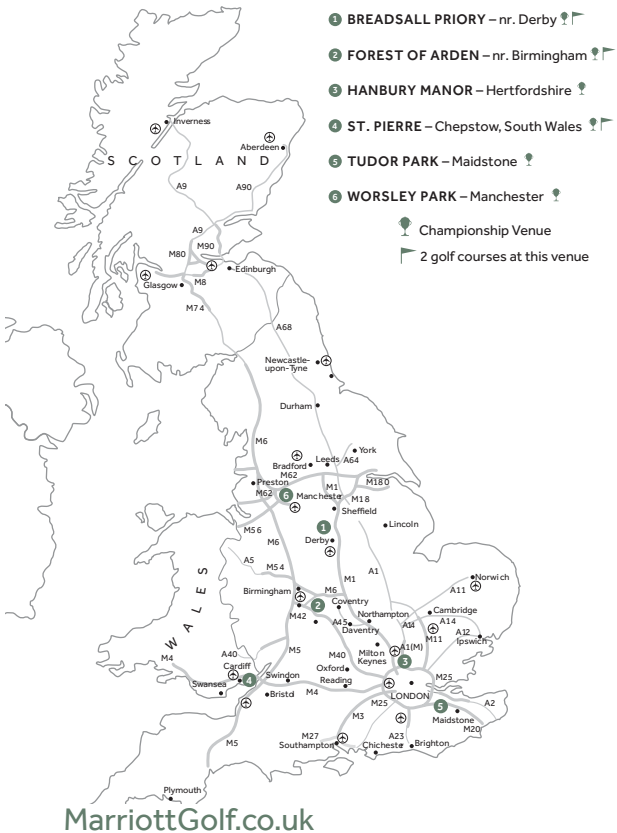 1 BREADSALL PRIORY – nr. Derby
2 FOREST OF ARDEN – nr. Birmingham
3 HANBURY MANOR – Hertfordshire
4 ST. PIERRE – Chepstow, South Wales
5 TUDOR PARK – Maidstone
6 WORSLEY PARK – Manchester
Championship Venue
2 golf courses at this venue
Inverness
Aberdeen
SCOTLAND
A9
A90
A9
M90
M80
Edinburgh
Glasgow
M8
M74
A68
Newcastle-
upon-Tyne
Durham
M6
York
Leeds
A64
Bradford
M62
Preston
M1
M180
M62
6
Manchester
M18
Sheffield
M56
1
Lincoln
M6
Derby
A5
M54
A1
M1
Norwich
Birmingham
M6
A11
2
Coventry
WALES
M42
Northampton
Cambridge
A45
A14
A14
Daventry
A12
M11
Ipswich
M5
A1(M)
Milton
Keynes
M40
M4
A40
3
Cardiff
Oxford
4
Swindon
Reading
M25
Swansea
Bristol
M4
LONDON
M25
5
A2
M3
Maidstone
M20
M27
A23
M5
Southampton
Chicheste
Brighton
Plymouth
MarriottGolf.co.uk